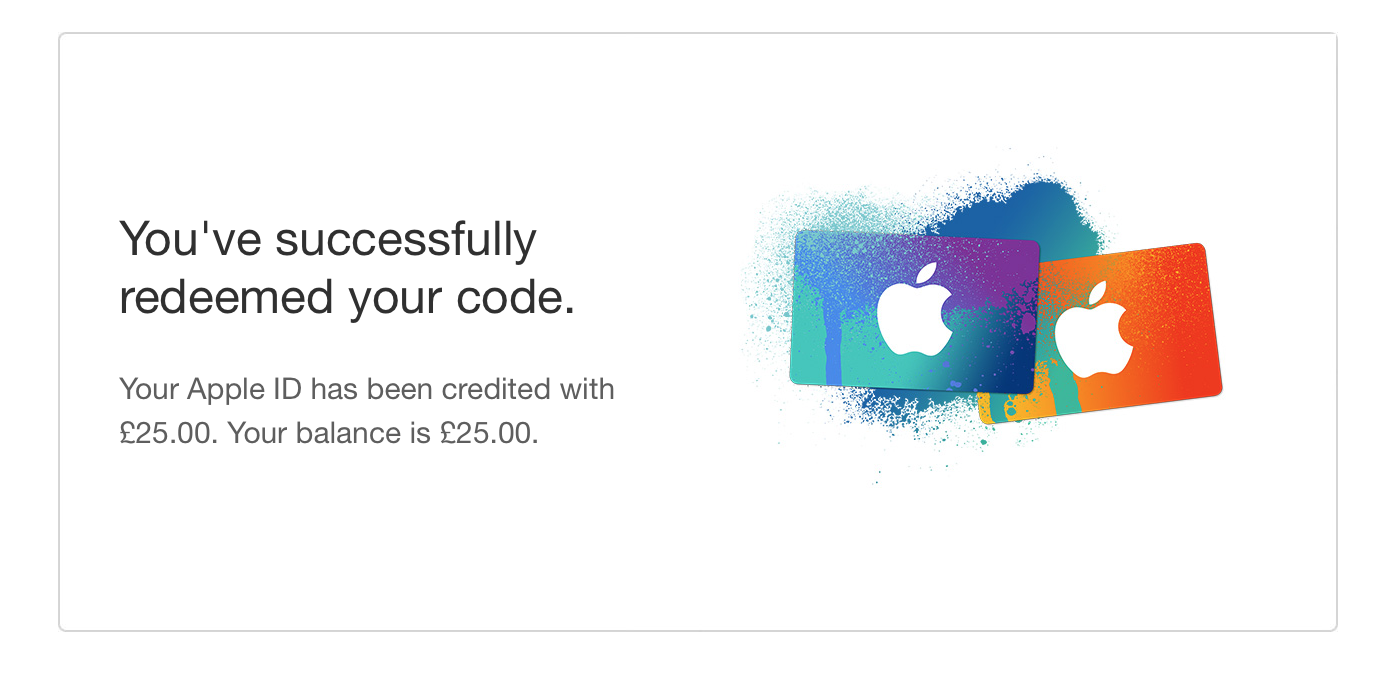 You've successfully
redeemed your code.
Your Apple ID has been credited with
£25.00. Your balance is £25.00.